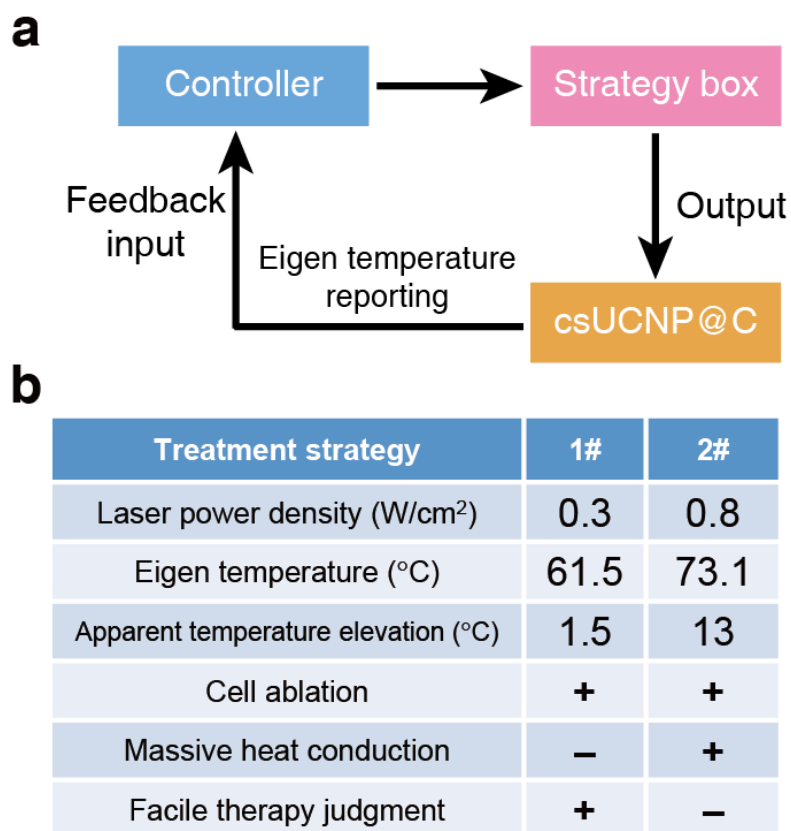 a
Controller
Strategy box
Feedback
input
Output
Eigen temperature
reporting
csUCNP@C
b
Treatment strategy 1# 2#
Laser power density (W/cm²) 0.3 0.8
Eigen temperature (°C) 61.5 73.1
Apparent temperature elevation (°C) 1.5 13
Cell ablation + +
Massive heat conduction – +
Facile therapy judgment + –